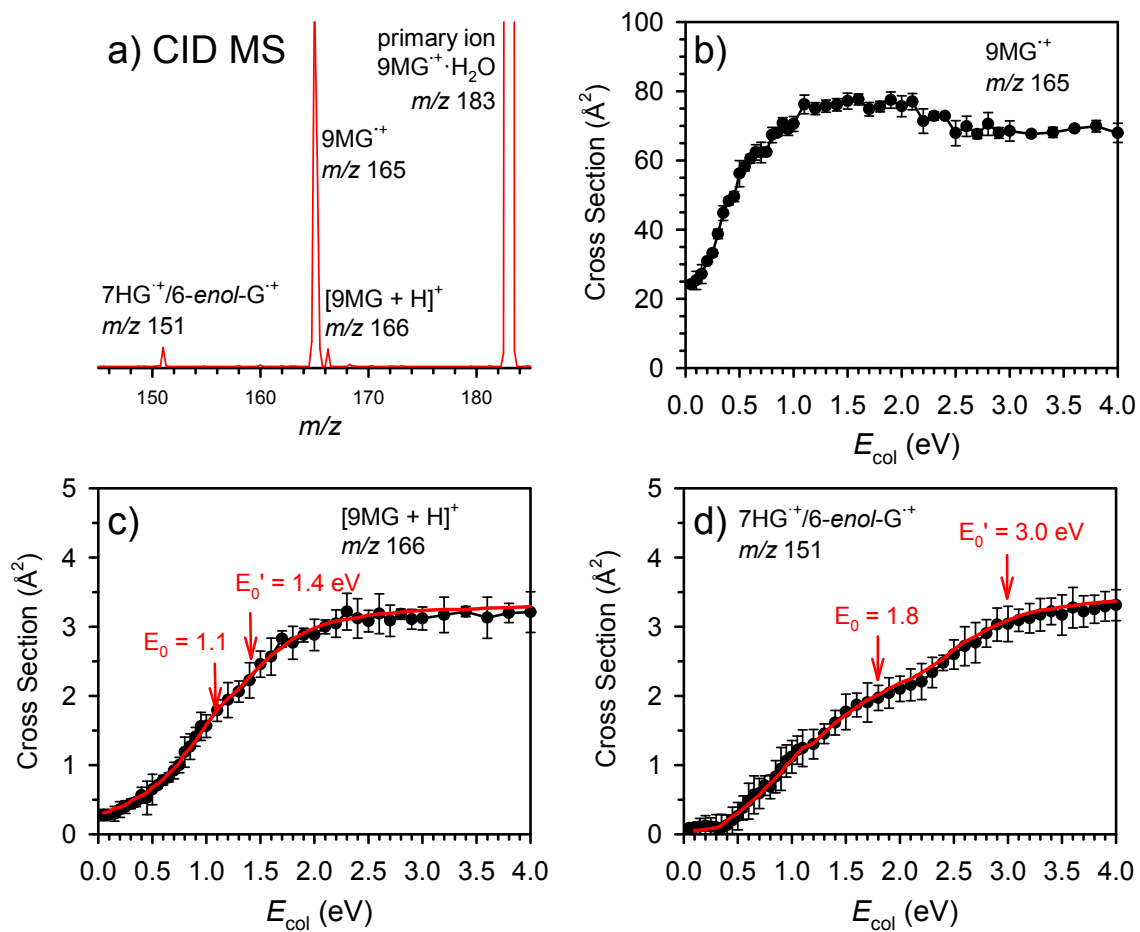 a) CID MS
primary ion
9MG·⁺·H₂O
m/z 183
9MG·⁺
m/z 165
7HG·⁺/6-enol-G·⁺
m/z 151
[9MG + H]⁺
m/z 166
150 160 170 180
m/z
b)
9MG·⁺
m/z 165
100
80
60
40
20
0
Cross Section (Å²)
0.0 0.5 1.0 1.5 2.0 2.5 3.0 3.5 4.0
E_col (eV)
c)
[9MG + H]⁺
m/z 166
E₀' = 1.4 eV
E₀ = 1.1
5
4
3
2
1
0
Cross Section (Å²)
0.0 0.5 1.0 1.5 2.0 2.5 3.0 3.5 4.0
E_col (eV)
d)
7HG·⁺/6-enol-G·⁺
m/z 151
E₀' = 3.0 eV
E₀ = 1.8
5
4
3
2
1
0
Cross Section (Å²)
0.0 0.5 1.0 1.5 2.0 2.5 3.0 3.5 4.0
E_col (eV)